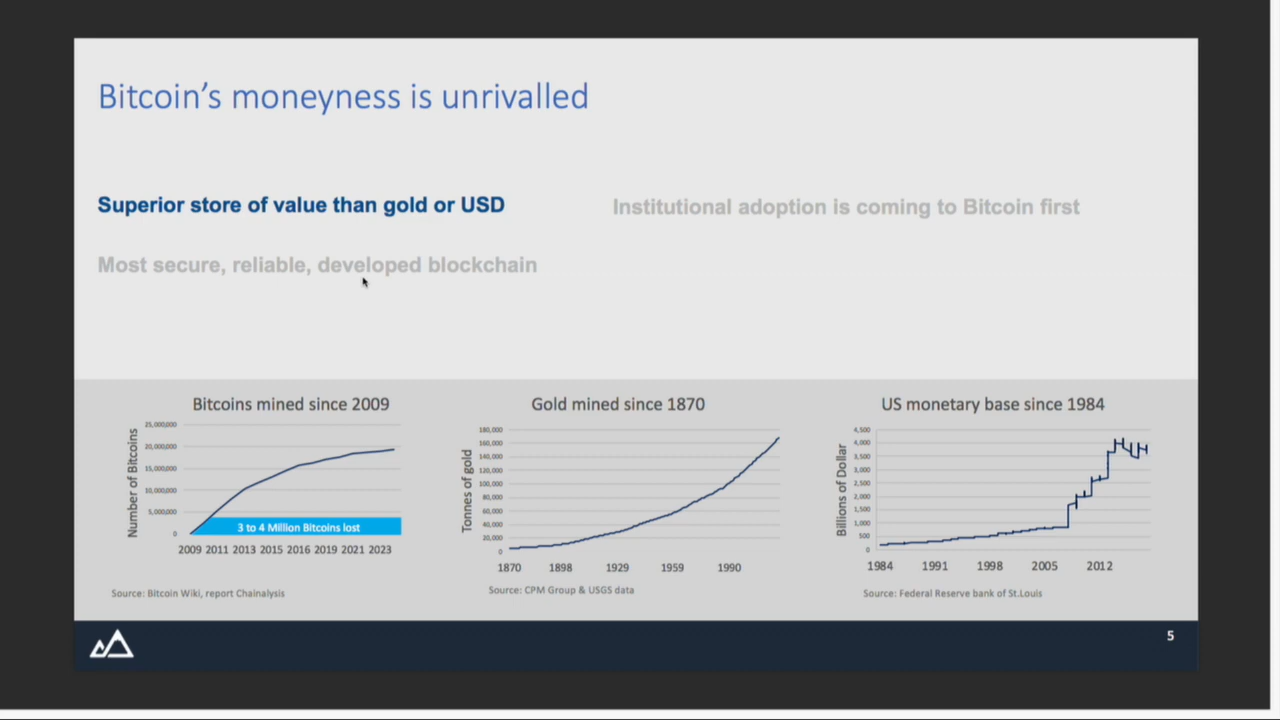 Bitcoin's moneyness is unrivalled
Superior store of value than gold or USD
Institutional adoption is coming to Bitcoin first
Most secure, reliable, developed blockchain
Bitcoins mined since 2009
Number of Bitcoins
25,000,000
20,000,000
15,000,000
10,000,000
5,000,000
0
3 to 4 Million Bitcoins lost
2009 2011 2013 2015 2016 2019 2021 2023
Source: Bitcoin Wiki, report Chainalysis
Gold mined since 1870
Tonnes of gold
180,000
160,000
140,000
120,000
100,000
80,000
60,000
40,000
20,000
0
1870 1898 1929 1959 1990
Source: CPM Group & USGS data
US monetary base since 1984
Billions of Dollar
4,500
4,000
3,500
3,000
2,500
2,000
1,500
1,000
500
0
1984 1991 1998 2005 2012
Source: Federal Reserve bank of St.Louis
5